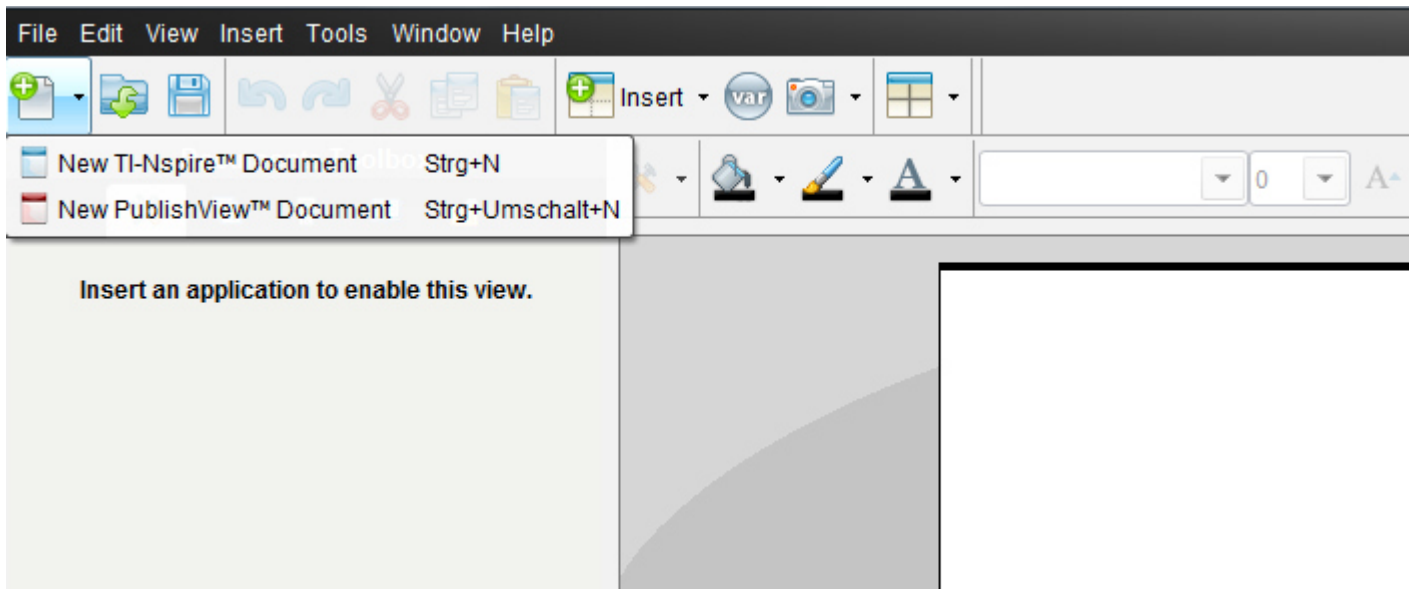 File Edit View Insert Tools Window Help
Insert var
New TI-Nspire™ Document Strg+N
New PublishView™ Document Strg+Umschalt+N
A 0 A
Insert an application to enable this view.